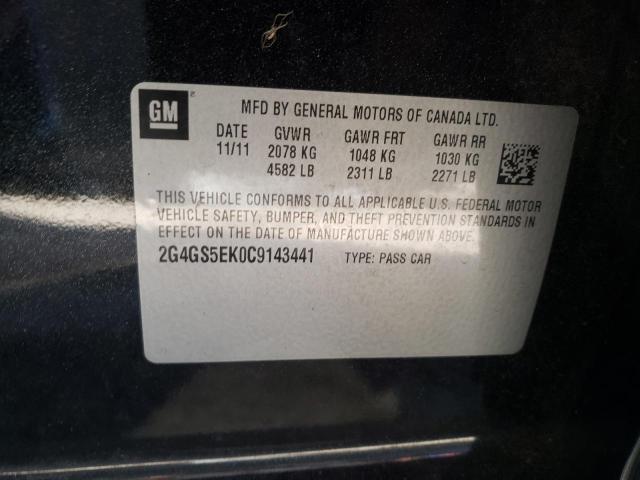 GM
MFD BY GENERAL MOTORS OF CANADA LTD.
DATE GVWR GAWR FRT GAWR RR
11/11 2078 KG 1048 KG 1030 KG
4582 LB 2311 LB 2271 LB
THIS VEHICLE CONFORMS TO ALL APPLICABLE U.S. FEDERAL MOTOR
VEHICLE SAFETY, BUMPER, AND THEFT PREVENTION STANDARDS IN
EFFECT ON THE DATE OF MANUFACTURE SHOWN ABOVE.
2G4GS5EK0C9143441 TYPE: PASS CAR